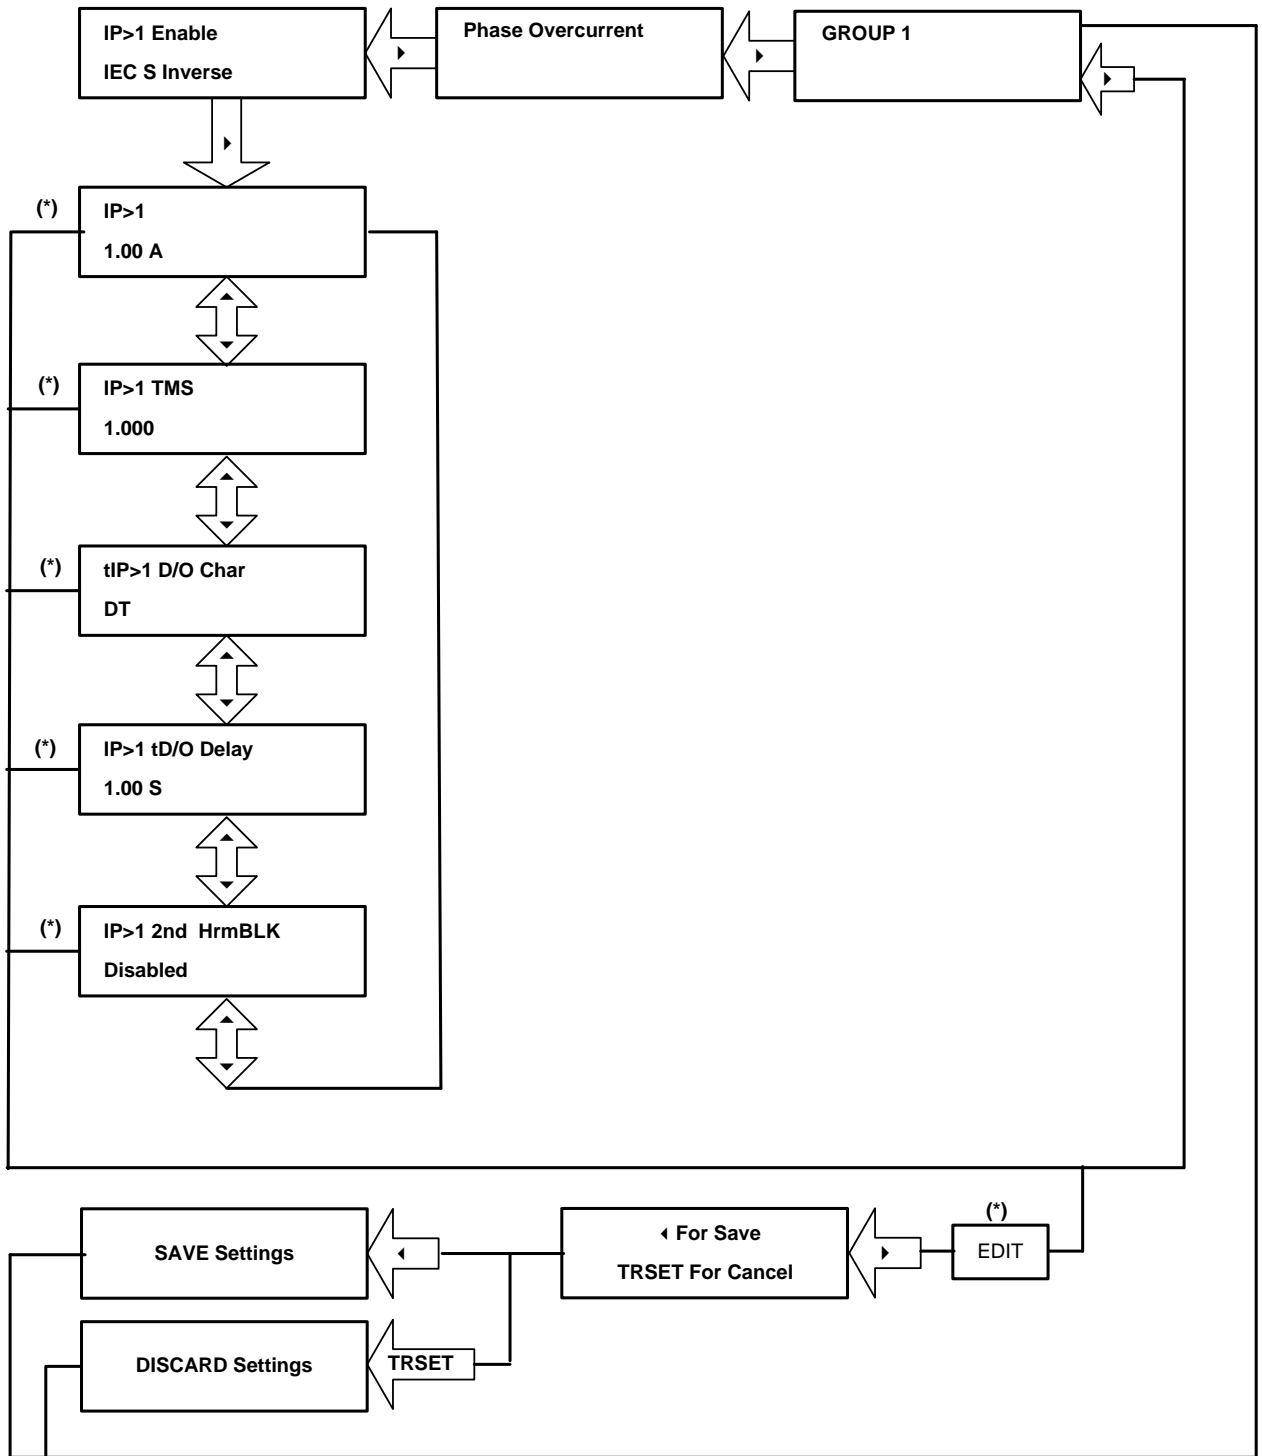 IP>1 Enable
IEC S Inverse
Phase Overcurrent
GROUP 1
(*)
IP>1
1.00 A
(*)
IP>1 TMS
1.000
(*)
tIP>1 D/O Char
DT
(*)
IP>1 tD/O Delay
1.00 S
(*)
IP>1 2nd HrmBLK
Disabled
SAVE Settings
For Save
TRSET For Cancel
(*)
EDIT
DISCARD Settings
TRSET